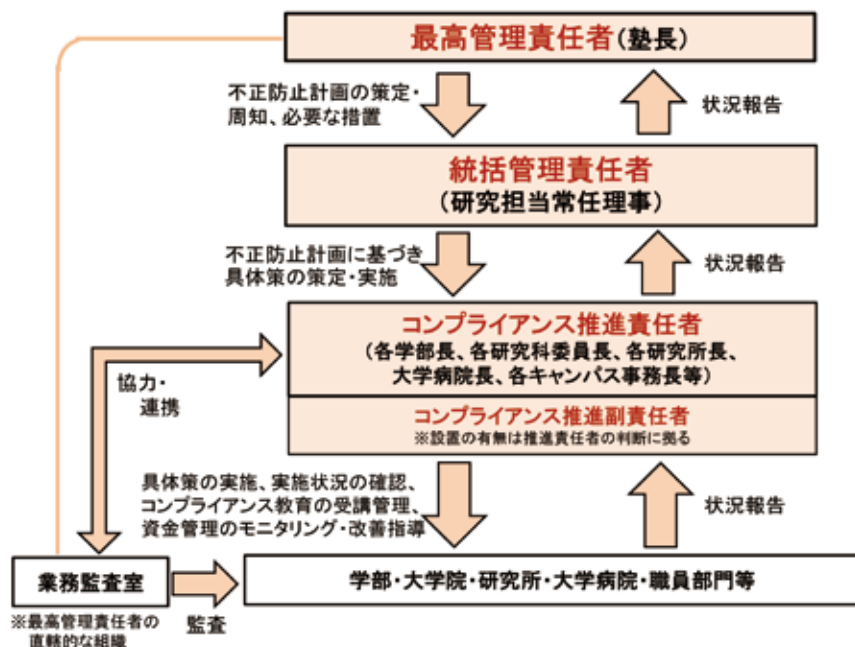 最高管理責任者(塾長)
不正防止計画の策定・
周知、必要な措置
状況報告
統括管理責任者
(研究担当常任理事)
不正防止計画に基づき
具体策の策定・実施
状況報告
コンプライアンス推進責任者
(各学部長、各研究科委員長、各研究所長、
大学病院長、各キャンパス事務長等)
コンプライアンス推進副責任者
※設置の有無は推進責任者の判断に拠る
協力・
連携
具体策の実施、実施状況の確認、
コンプライアンス教育の受講管理、
資金管理のモニタリング・改善指導
状況報告
業務監査室
※最高管理責任者の
直轄的な組織
監査
学部・大学院・研究所・大学病院・職員部門等